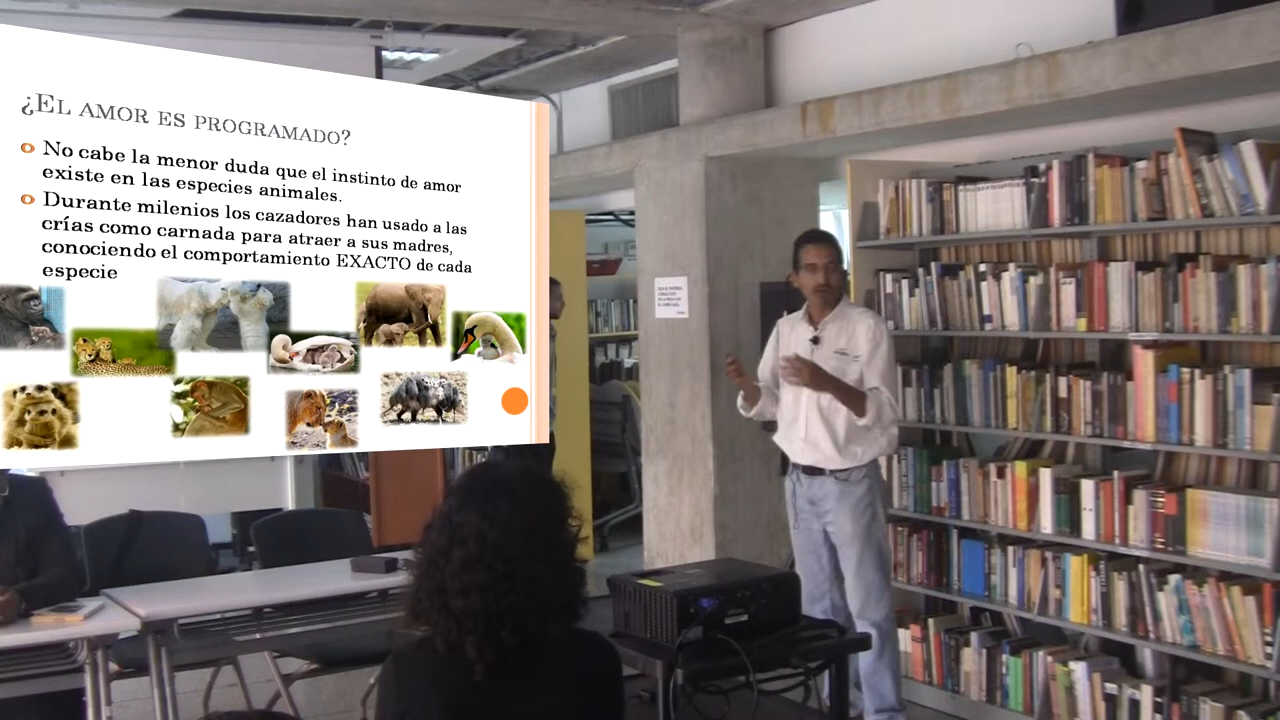 ¿El amor es programado?
No cabe la menor duda que el instinto de amor
existe en las especies animales.
Durante milenios los cazadores han usado a las
crías como carnada para atraer a sus madres,
conociendo el comportamiento EXACTO de cada
especie